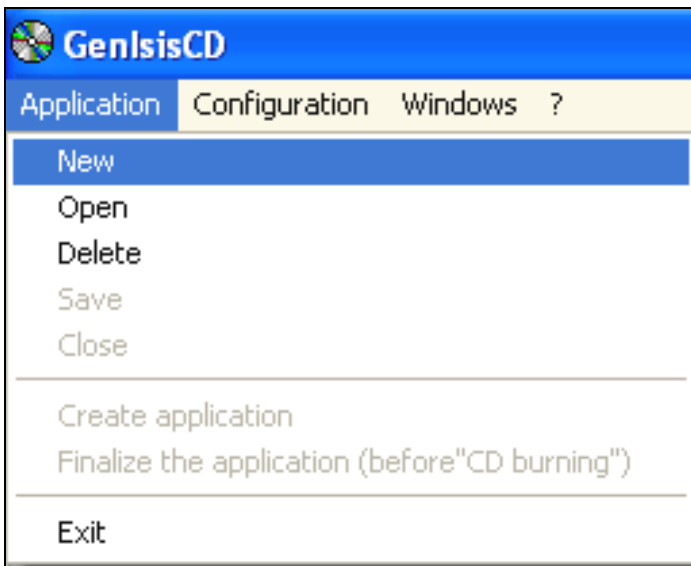 GenIsisCD
Application Configuration Windows ?
New
Open
Delete
Save
Close
Create application
Finalize the application (before"CD burning")
Exit